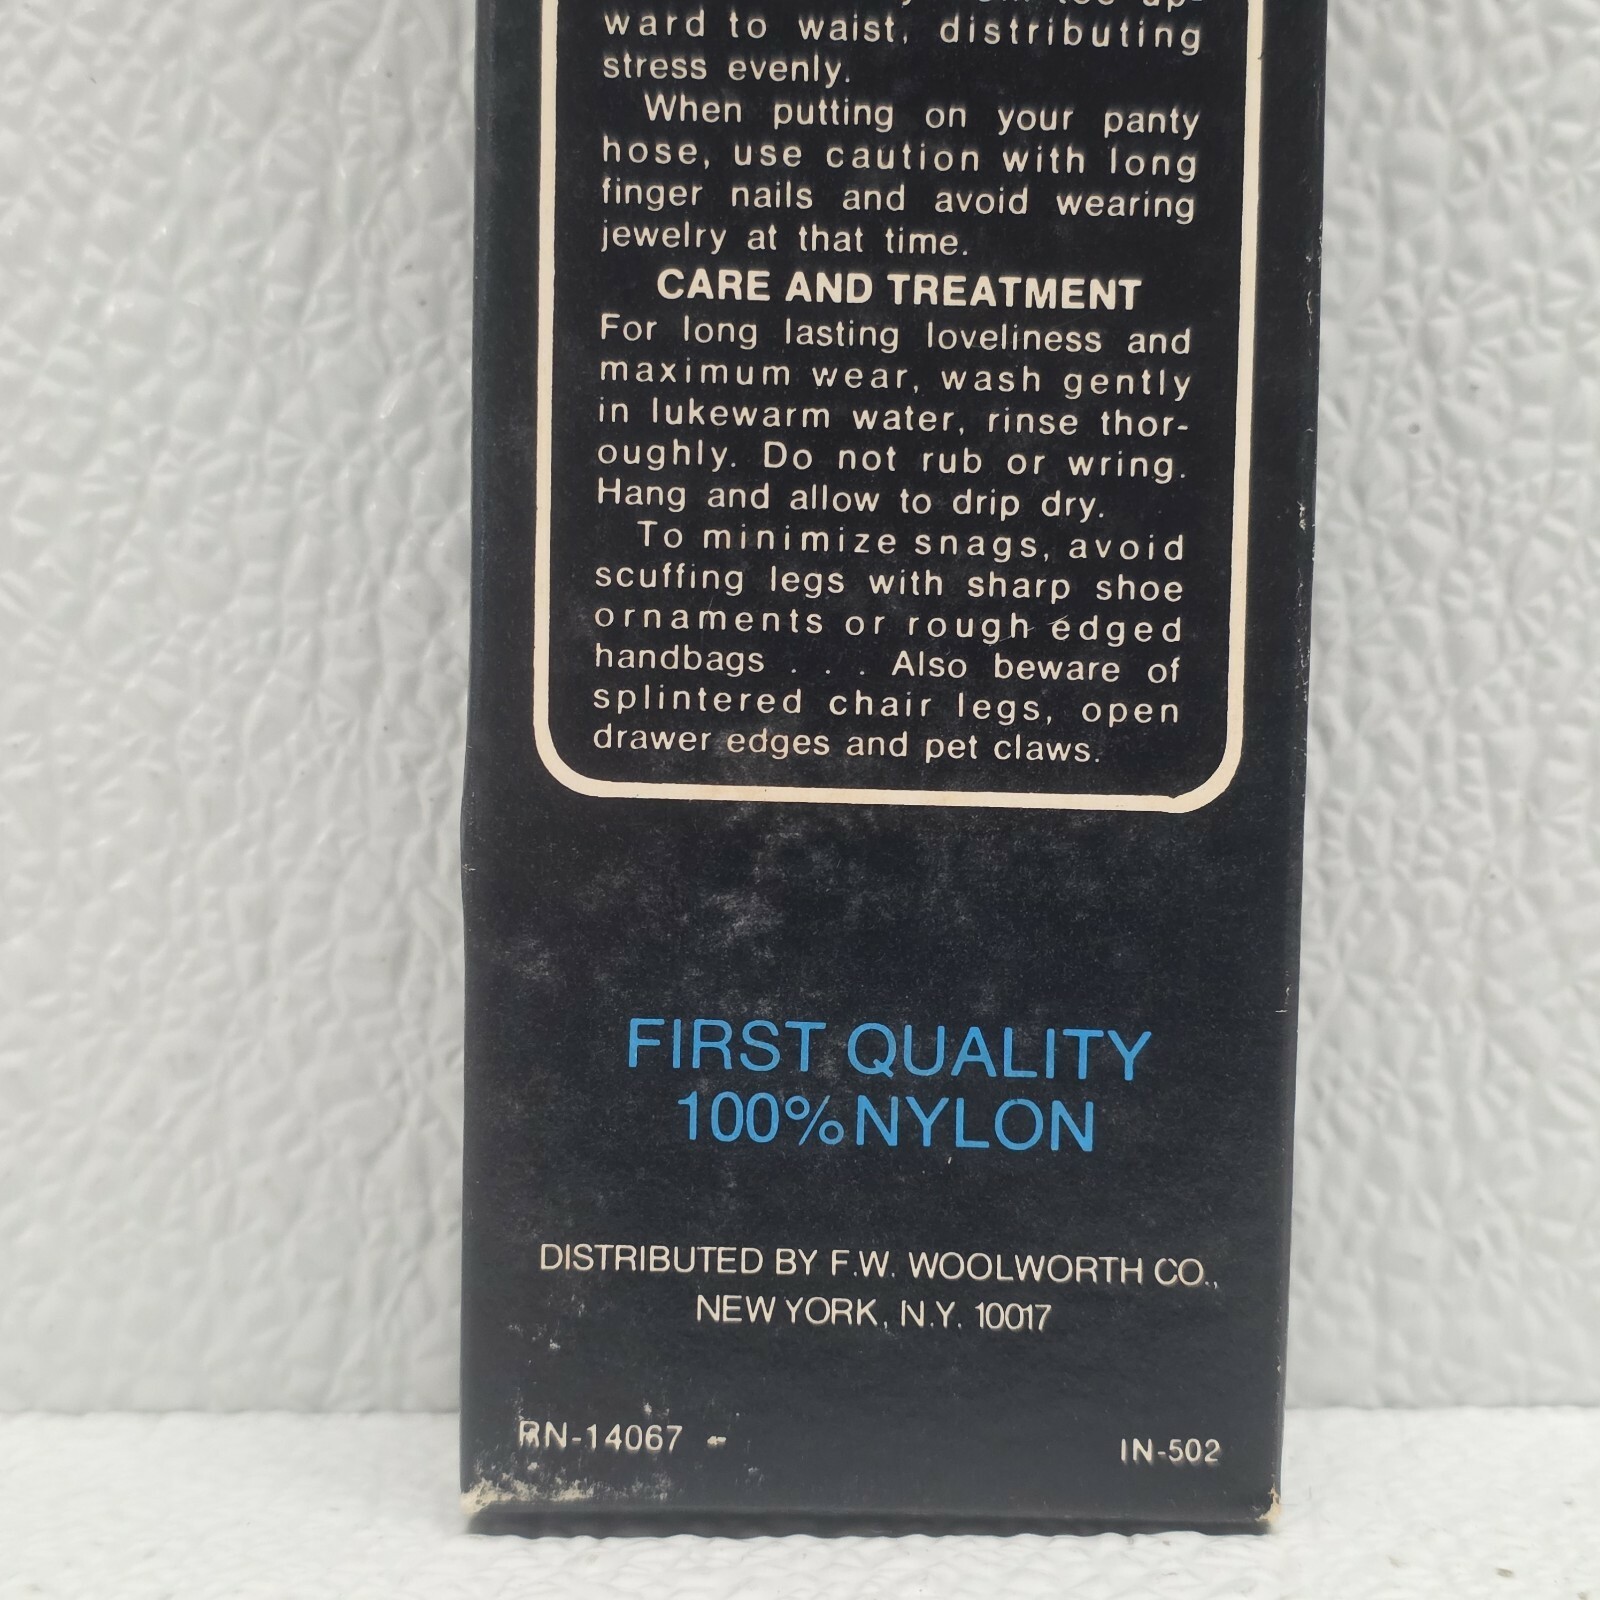 ward to waist, distributing
stress evenly.
When putting on your panty
hose, use caution with long
finger nails and avoid wearing
jewelry at that time.
CARE AND TREATMENT
For long lasting loveliness and
maximum wear, wash gently
in lukewarm water, rinse thor-
oughly. Do not rub or wring.
Hang and allow to drip dry.
To minimize snags, avoid
scuffing legs with sharp shoe
ornaments or rough edged
handbags . . . Also beware of
splintered chair legs, open
drawer edges and pet claws.
FIRST QUALITY
100% NYLON
DISTRIBUTED BY F.W. WOOLWORTH CO.,
NEW YORK, N.Y. 10017
RN-14067
IN-502